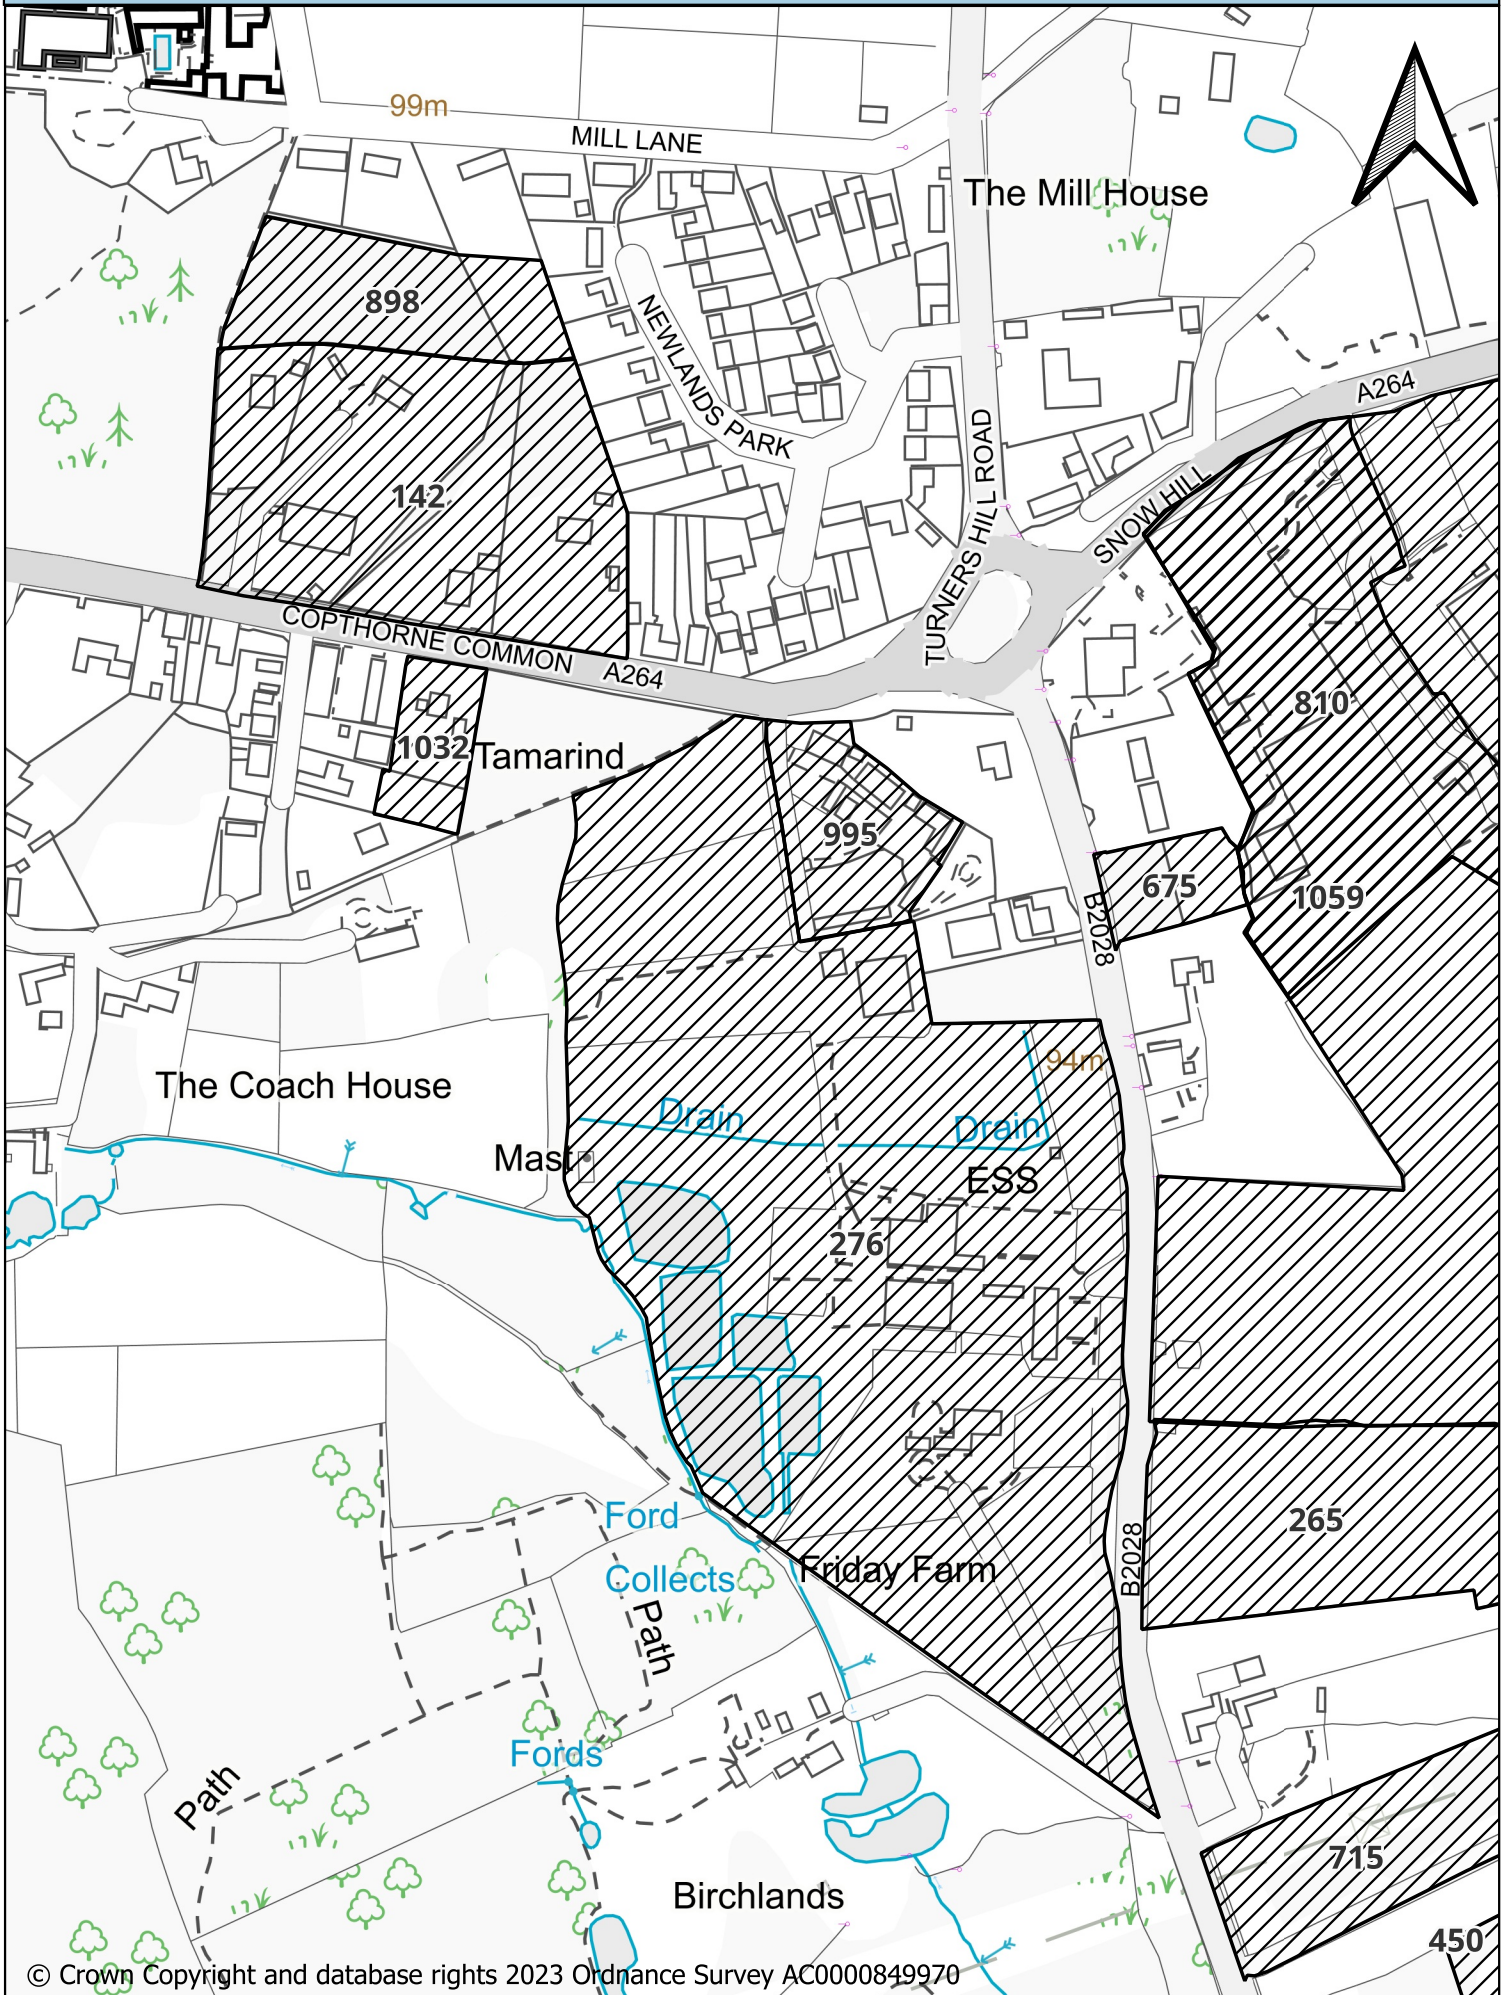 99m
MILL LANE
The Mill House
898
NEWLANDS PARK
A264
142
TURNERS HILL ROAD
SNOW HILL
COPTHORNE COMMON
A264
810
1032
Tamarind
995
675
1059
B2028
94m
The Coach House
Drain
Drain
Mast
ESS
276
Ford
265
Collects
Friday Farm
B2028
Path
Fords
Path
715
Birchlands
450
© Crown Copyright and database rights 2023 Ordnance Survey AC0000849970